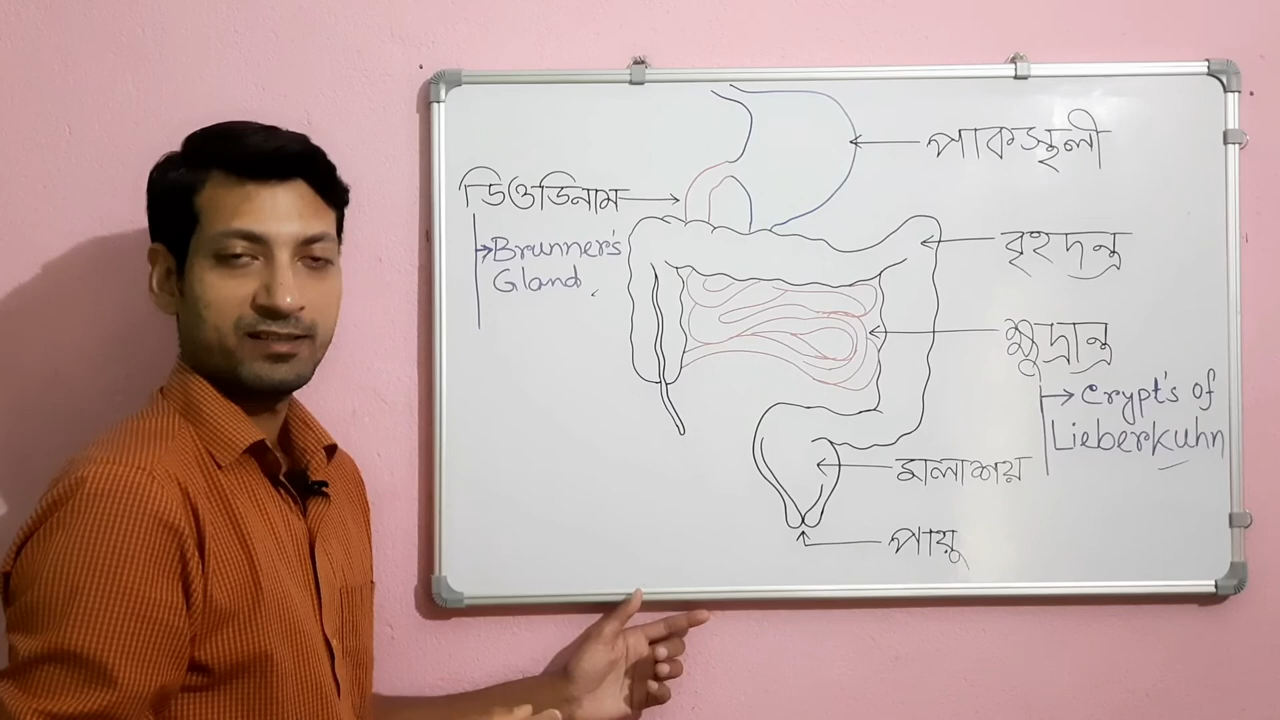 পাকস্থলী
ডিওডিনাম
Brunner's
Gland
বৃহদন্ত্র
ক্ষুদ্রান্ত্র
Crypt's of
Lieberkuhn
মলাশয়
পায়ু